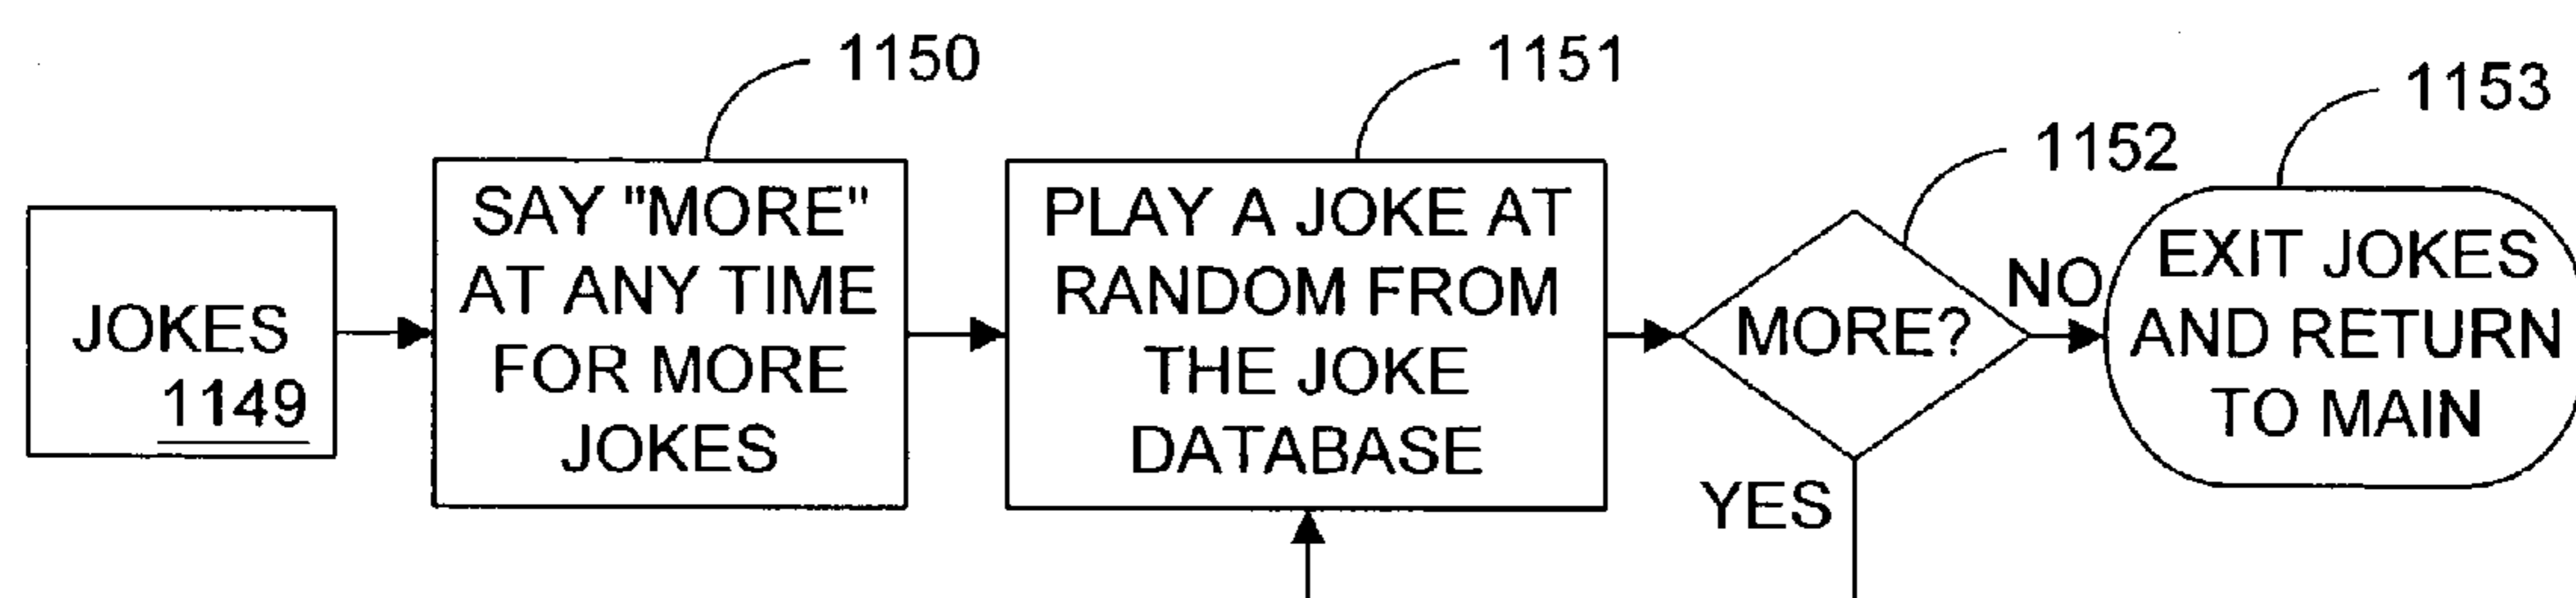 JOKES
1149
1150
SAY "MORE"
AT ANY TIME
FOR MORE
JOKES
1151
PLAY A JOKE AT
RANDOM FROM
THE JOKE
DATABASE
1152
MORE?
NO
YES
1153
EXIT JOKES
AND RETURN
TO MAIN